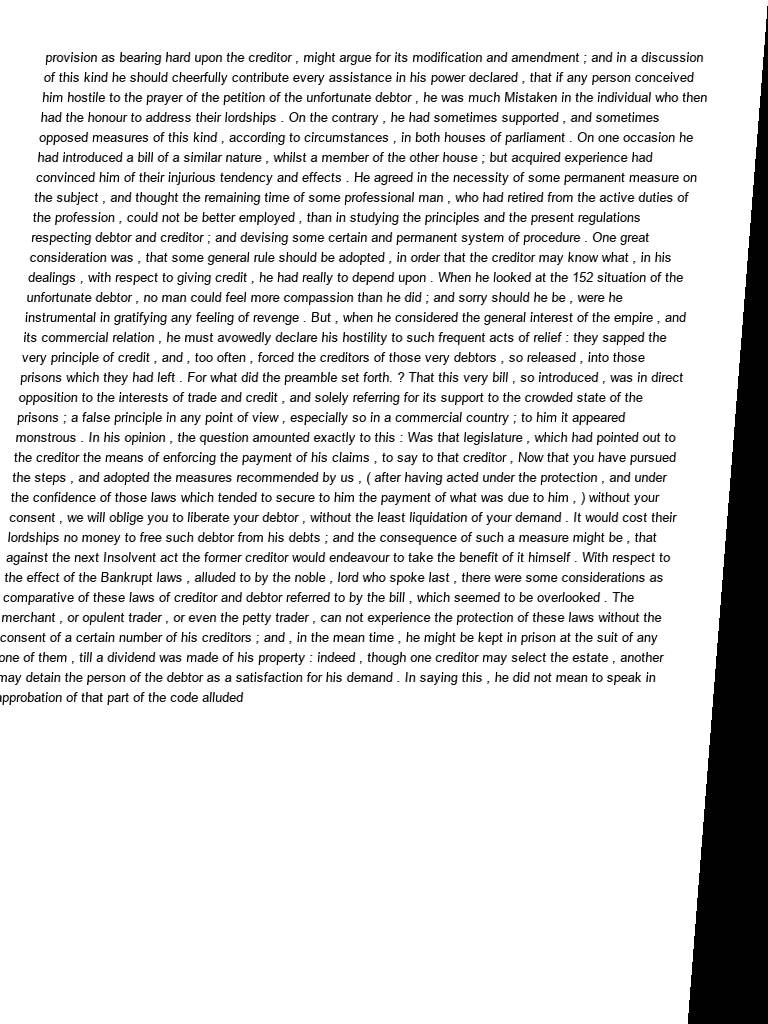 provision as bearing hard upon the creditor , might argue for its modification and amendment ; and in a discussion
of this kind he should cheerfully contribute every assistance in his power declared , that if any person conceived
him hostile to the prayer of the petition of the unfortunate debtor , he was much Mistaken in the individual who then
had the honour to address their lordships . On the contrary , he had sometimes supported , and sometimes
opposed measures of this kind , according to circumstances , in both houses of parliament . On one occasion he
had introduced a bill of a similar nature , whilst a member of the other house ; but acquired experience had
convinced him of their injurious tendency and effects . He agreed in the necessity of some permanent measure on
the subject , and thought the remaining time of some professional man , who had retired from the active duties of
the profession , could not be better employed , than in studying the principles and the present regulations
respecting debtor and creditor ; and devising some certain and permanent system of procedure . One great
consideration was , that some general rule should be adopted , in order that the creditor may know what , in his
dealings , with respect to giving credit , he had really to depend upon . When he looked at the 152 situation of the
unfortunate debtor , no man could feel more compassion than he did ; and sorry should he be , were he
instrumental in gratifying any feeling of revenge . But , when he considered the general interest of the empire , and
its commercial relation , he must avowedly declare his hostility to such frequent acts of relief : they sapped the
very principle of credit , and , too often , forced the creditors of those very debtors , so released , into those
prisons which they had left . For what did the preamble set forth. ? That this very bill , so introduced , was in direct
opposition to the interests of trade and credit , and solely referring for its support to the crowded state of the
prisons ; a false principle in any point of view , especially so in a commercial country ; to him it appeared
monstrous . In his opinion , the question amounted exactly to this : Was that legislature , which had pointed out to
the creditor the means of enforcing the payment of his claims , to say to that creditor , Now that you have pursued
the steps , and adopted the measures recommended by us , ( after having acted under the protection , and under
the confidence of those laws which tended to secure to him the payment of what was due to him , ) without your
consent , we will oblige you to liberate your debtor , without the least liquidation of your demand . It would cost their
lordships no money to free such debtor from his debts ; and the consequence of such a measure might be , that
against the next Insolvent act the former creditor would endeavour to take the benefit of it himself . With respect to
the effect of the Bankrupt laws , alluded to by the noble , lord who spoke last , there were some considerations as
comparative of these laws of creditor and debtor referred to by the bill , which seemed to be overlooked . The
merchant , or opulent trader , or even the petty trader , can not experience the protection of these laws without the
consent of a certain number of his creditors ; and , in the mean time , he might be kept in prison at the suit of any
one of them , till a dividend was made of his property : indeed , though one creditor may select the estate , another
may detain the person of the debtor as a satisfaction for his demand . In saying this , he did not mean to speak in
approbation of that part of the code alluded